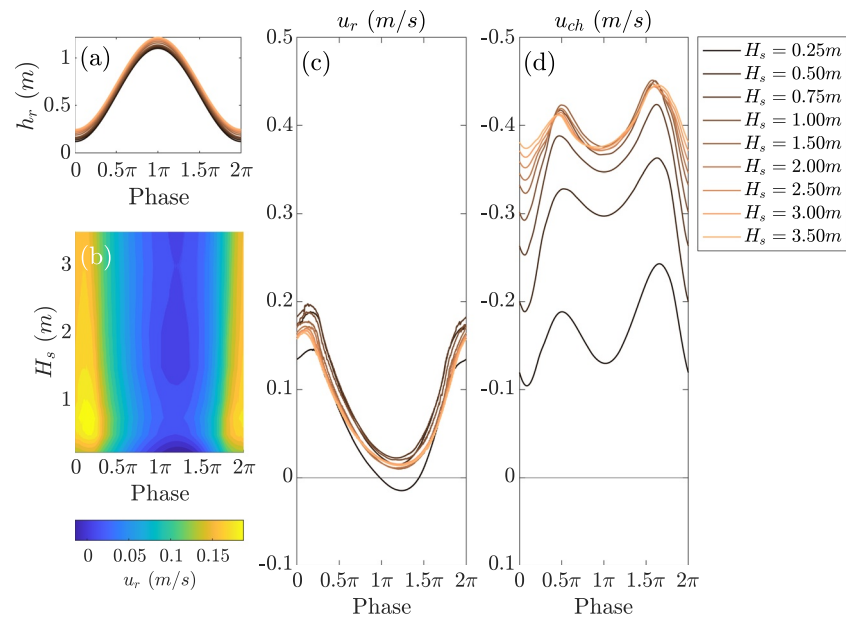 (a)
h_r (m)
1
0.5
0
0 0.5π 1π 1.5π 2π
Phase
(b)
H_s (m)
3
2
1
0 0.5π 1π 1.5π 2π
Phase
0 0.05 0.1 0.15
u_r (m/s)
u_r (m/s)
(c)
0.5
0.4
0.3
0.2
0.1
0
-0.1
0 0.5π 1π 1.5π 2π
Phase
u_ch (m/s)
(d)
-0.5
-0.4
-0.3
-0.2
-0.1
0
0.1
0 0.5π 1π 1.5π 2π
Phase
H_s = 0.25m
H_s = 0.50m
H_s = 0.75m
H_s = 1.00m
H_s = 1.50m
H_s = 2.00m
H_s = 2.50m
H_s = 3.00m
H_s = 3.50m